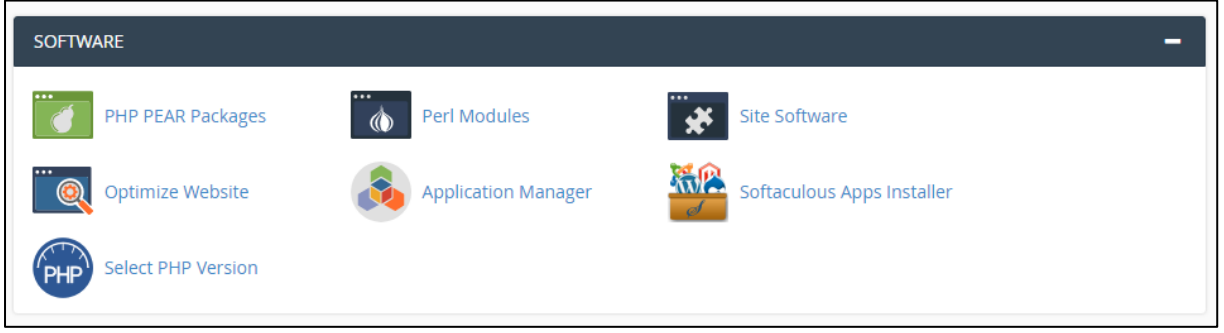 SOFTWARE
PHP PEAR Packages
Perl Modules
Site Software
Optimize Website
Application Manager
Softaculous Apps Installer
PHP
Select PHP Version